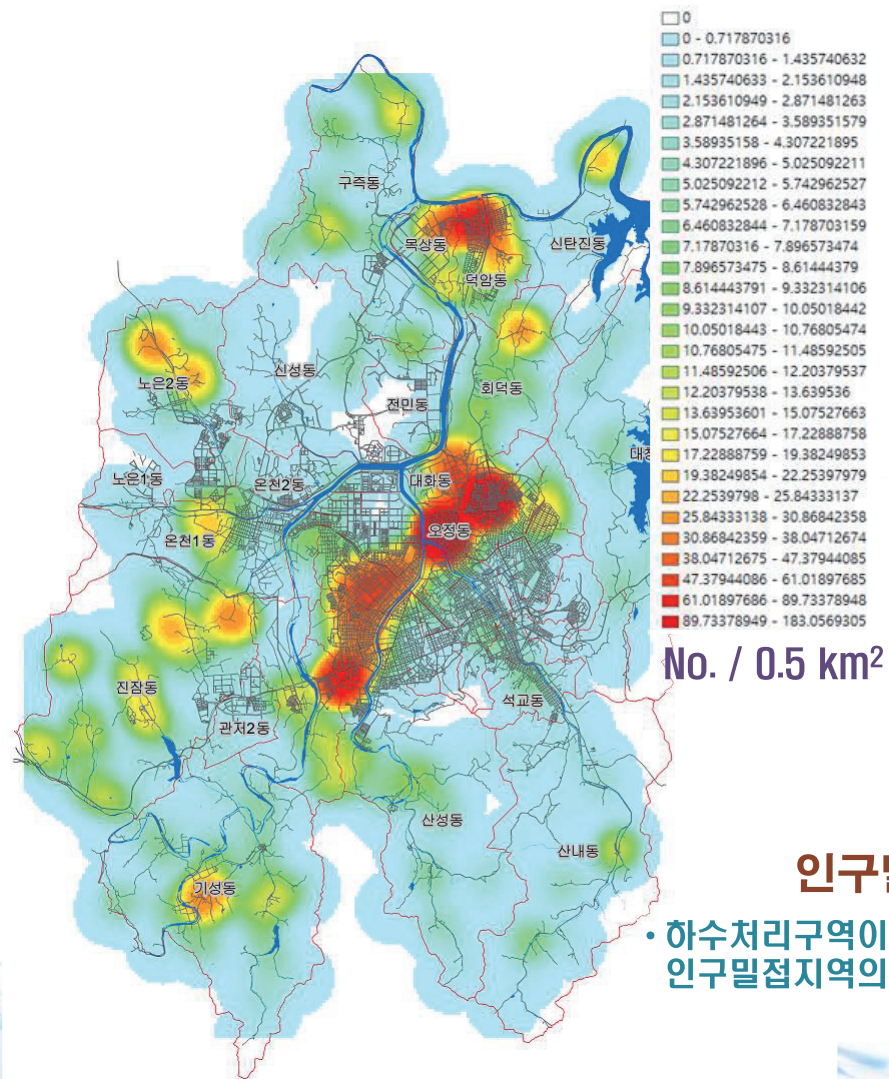 0
0 - 0.717870316
0.717870316 - 1.435740632
1.435740633 - 2.153610948
2.153610949 - 2.871481263
2.871481264 - 3.589351579
3.58935158 - 4.307221895
4.307221896 - 5.025092211
5.025092212 - 5.742962527
5.742962528 - 6.460832843
6.460832844 - 7.178703159
7.17870316 - 7.896573474
7.896573475 - 8.61444379
8.614443791 - 9.332314106
9.332314107 - 10.05018442
10.05018443 - 10.76805474
10.76805475 - 11.48592505
11.48592506 - 12.20379537
12.20379538 - 13.639536
13.63953601 - 15.07527663
15.07527664 - 17.22888758
17.22888759 - 19.38249853
19.38249854 - 22.25397979
22.2539798 - 25.84333137
25.84333138 - 30.86842358
30.86842359 - 38.04712674
38.04712675 - 47.37944085
47.37944086 - 61.01897685
61.01897686 - 89.73378948
89.73378949 - 183.0569305
No. / 0.5 km²
구즉동
목상동
신탄진동
덕암동
노은2동
신성동
전민동
회덕동
노은1동
온천2동
대화동
온천1동
오정동
진잠동
관저2동
석교동
산성동
산내동
기성동
• 하수처리구역이
인구밀접지역의